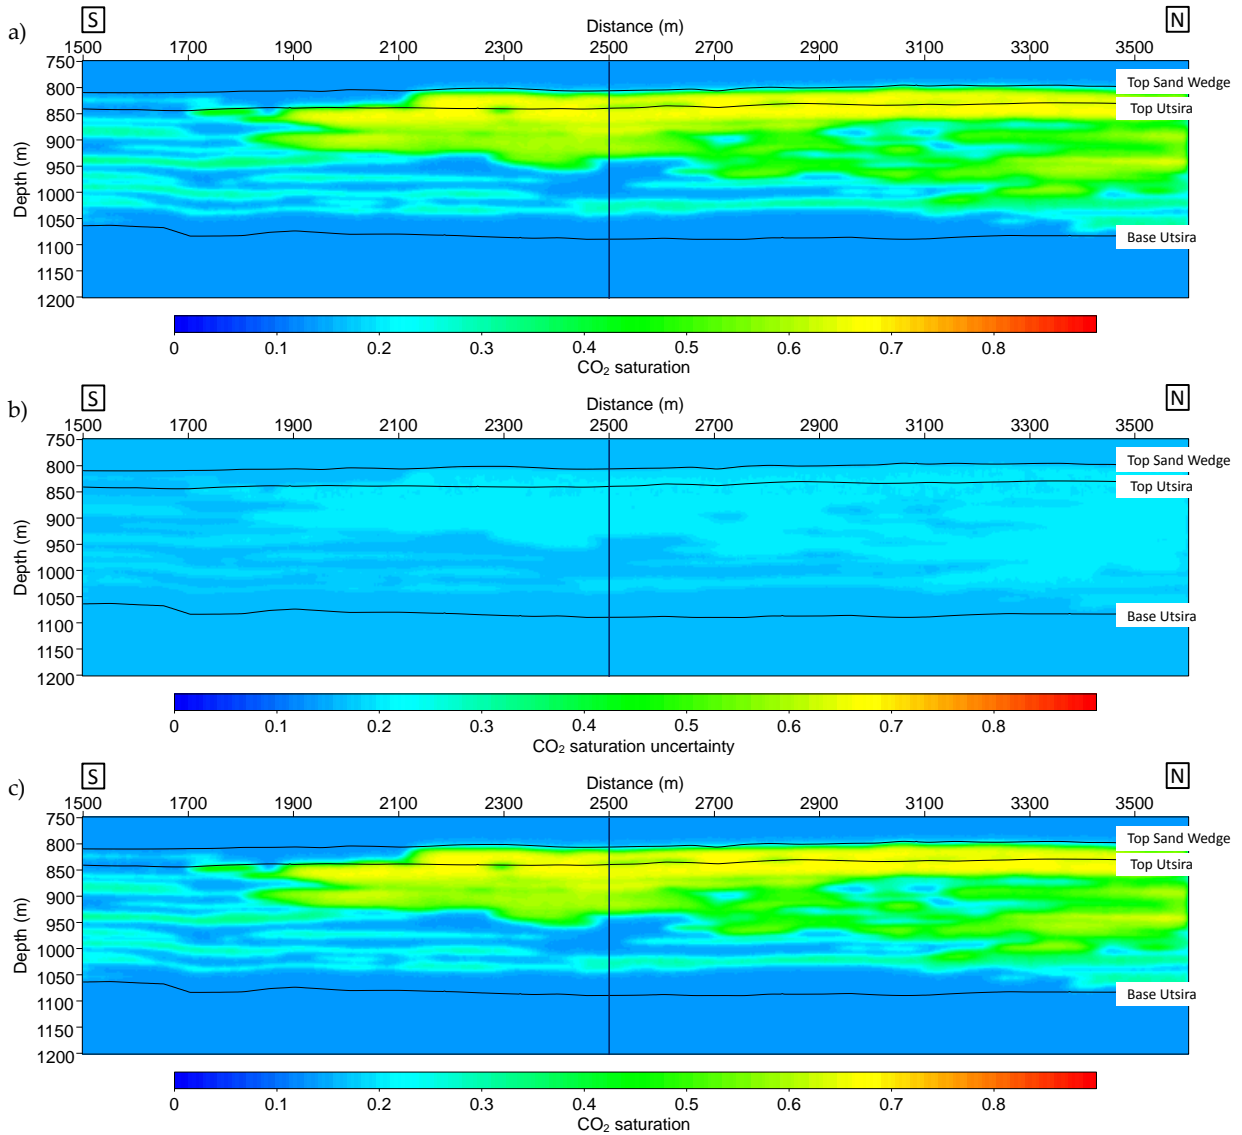 a)
S
Distance (m)
N
1500 1700 1900 2100 2300 2500 2700 2900 3100 3300 3500
750
800
850
900
950
1000
1050
1100
1150
1200
Depth (m)
Top Sand Wedge
Top Utsira
Base Utsira
0 0.1 0.2 0.3 0.4 0.5 0.6 0.7 0.8
CO₂ saturation
b)
S
Distance (m)
N
1500 1700 1900 2100 2300 2500 2700 2900 3100 3300 3500
750
800
850
900
950
1000
1050
1100
1150
1200
Depth (m)
Top Sand Wedge
Top Utsira
Base Utsira
0 0.1 0.2 0.3 0.4 0.5 0.6 0.7 0.8
CO₂ saturation uncertainty
c)
S
Distance (m)
N
1500 1700 1900 2100 2300 2500 2700 2900 3100 3300 3500
750
800
850
900
950
1000
1050
1100
1150
1200
Depth (m)
Top Sand Wedge
Top Utsira
Base Utsira
0 0.1 0.2 0.3 0.4 0.5 0.6 0.7 0.8
CO₂ saturation